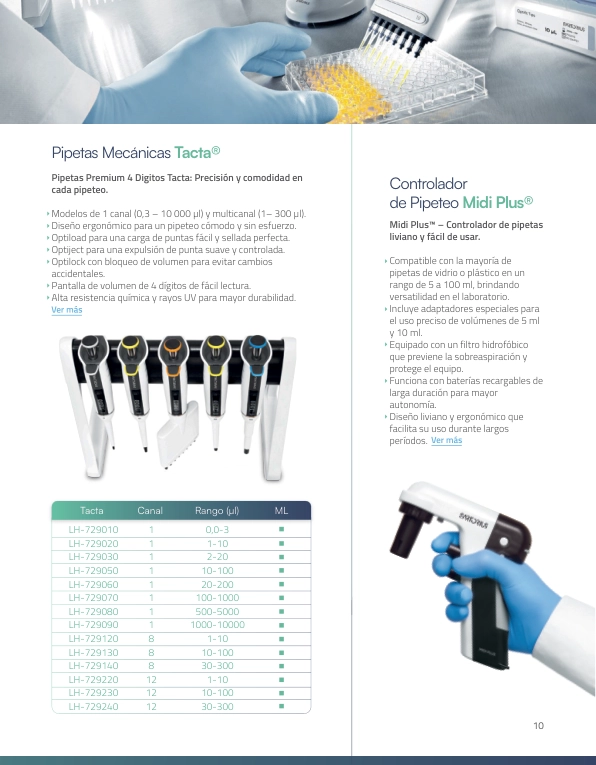 10 µL
SARTORIUS
Pipetas Mecánicas Tacta®
Pipetas Premium 4 Digitos Tacta: Precisión y comodidad en
cada pipeteo.
Modelos de 1 canal (0,3 – 10 000 µl) y multicanal (1– 300 µl).
Diseño ergonómico para un pipeteo cómodo y sin esfuerzo.
Optiload para una carga de puntas fácil y sellada perfecta.
Optiject para una expulsión de punta suave y controlada.
Optilock con bloqueo de volumen para evitar cambios
accidentales.
Pantalla de volumen de 4 dígitos de fácil lectura.
Alta resistencia química y rayos UV para mayor durabilidad.
Ver más
Tacta Canal Rango (µl) ML
LH-729010 1 0,0-3 ■
LH-729020 1 1-10 ■
LH-729030 1 2-20 ■
LH-729050 1 10-100 ■
LH-729060 1 20-200 ■
LH-729070 1 100-1000 ■
LH-729080 1 500-5000 ■
LH-729090 1 1000-10000 ■
LH-729120 8 1-10 ■
LH-729130 8 10-100 ■
LH-729140 8 30-300 ■
LH-729220 12 1-10 ■
LH-729230 12 10-100 ■
LH-729240 12 30-300 ■
Controlador
de Pipeteo Midi Plus®
Midi Plus™ – Controlador de pipetas
liviano y fácil de usar.
Compatible con la mayoría de
pipetas de vidrio o plástico en un
rango de 5 a 100 ml, brindando
versatilidad en el laboratorio.
Incluye adaptadores especiales para
el uso preciso de volúmenes de 5 ml
y 10 ml.
Equipado con un filtro hidrofóbico
que previene la sobreaspiración y
protege el equipo.
Funciona con baterías recargables de
larga duración para mayor
autonomía.
Diseño liviano y ergonómico que
facilita su uso durante largos
períodos. Ver más
SARTORIUS
10